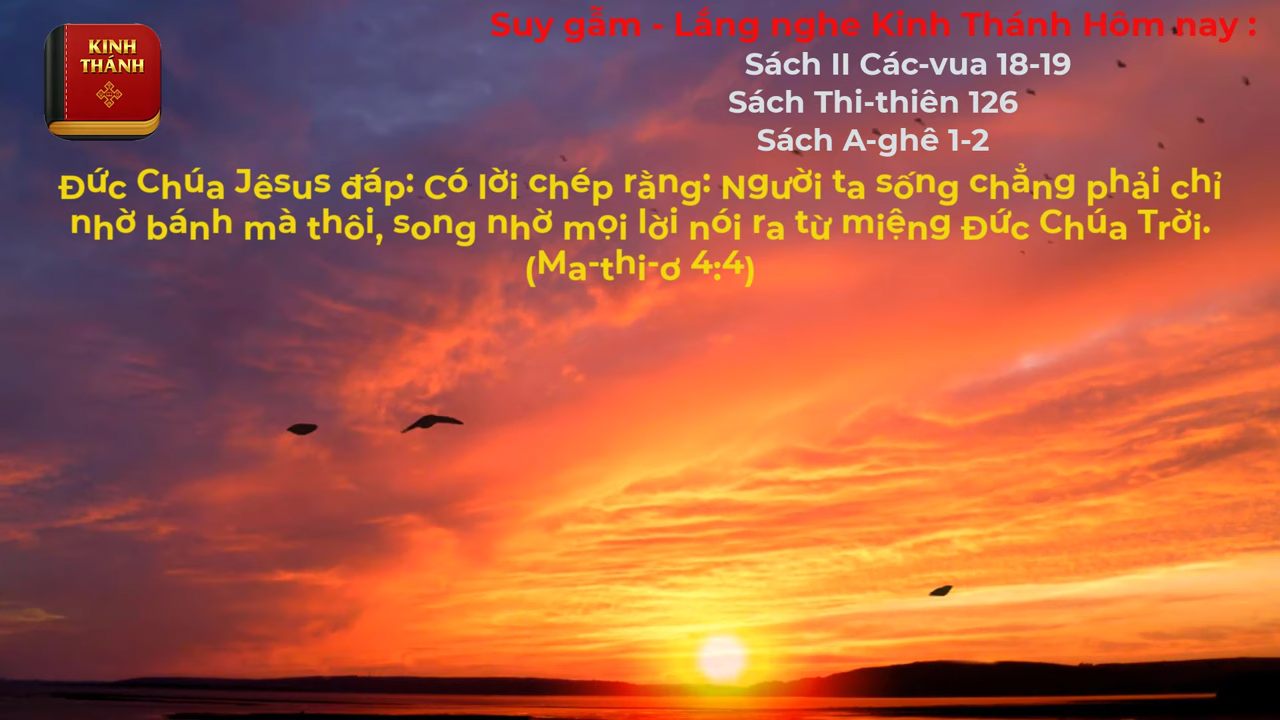 KINH
THÁNH
Suy gẫm - Lắng nghe Kinh Thánh Hôm nay :
Sách II Các-vua 18-19
Sách Thi-thiên 126
Sách A-ghê 1-2
Đức Chúa Jêsus đáp: Có lời chép rằng: Người ta sống chẳng phải chỉ
nhờ bánh mà thôi, song nhờ mọi lời nói ra từ miệng Đức Chúa Trời.
(Ma-thi-ơ 4:4)